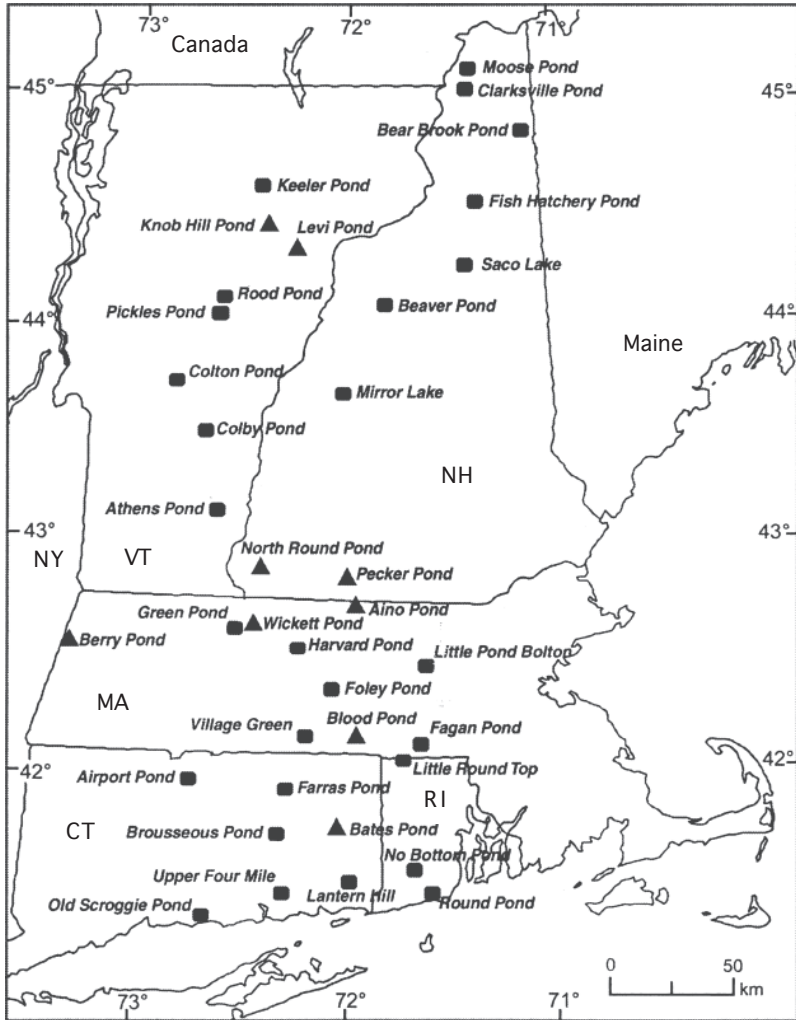 73°
72°
71°
Canada
Moose Pond
45°
Clarksville Pond
45°
Bear Brook Pond
Keeler Pond
Fish Hatchery Pond
Knob Hill Pond
Levi Pond
Saco Lake
Rood Pond
Beaver Pond
Pickles Pond
44°
44°
Maine
Colton Pond
Mirror Lake
Colby Pond
NH
Athens Pond
43°
43°
NY
VT
North Round Pond
Pecker Pond
Aino Pond
Green Pond
Wickett Pond
Berry Pond
Harvard Pond
Little Pond Bolton
Foley Pond
MA
Village Green
Blood Pond
Fagan Pond
42°
42°
Little Round Top
Airport Pond
Farras Pond
RI
CT
Brousseous Pond
Bates Pond
No Bottom Pond
Upper Four Mile
Lantern Hill
Old Scroggie Pond
Round Pond
0
50
km
73°
72°
71°